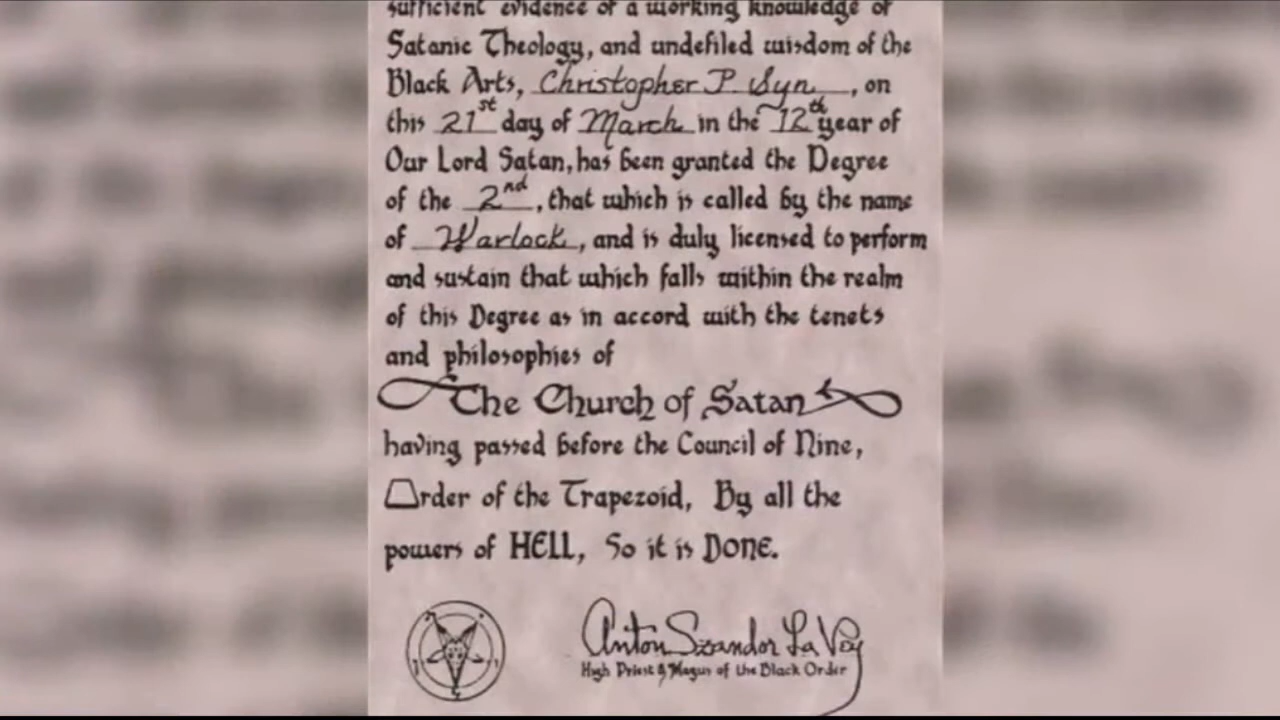 sufficient evidence of a working knowledge of
Satanic Theology, and undefiled wisdom of the
Black Arts, Christopher P. Syn, on
this 21st day of March in the 12th year of
Our Lord Satan, has been granted the Degree
of the 2nd, that which is called by the name
of Warlock, and is duly licensed to perform
and sustain that which falls within the realm
of this Degree as in accord with the tenets
and philosophies of
The Church of Satan
having passed before the Council of Nine,
Order of the Trapezoid, By all the
powers of HELL, So it is DONE.
Anton Szandor LaVey
High Priest & Magus of the Black Order